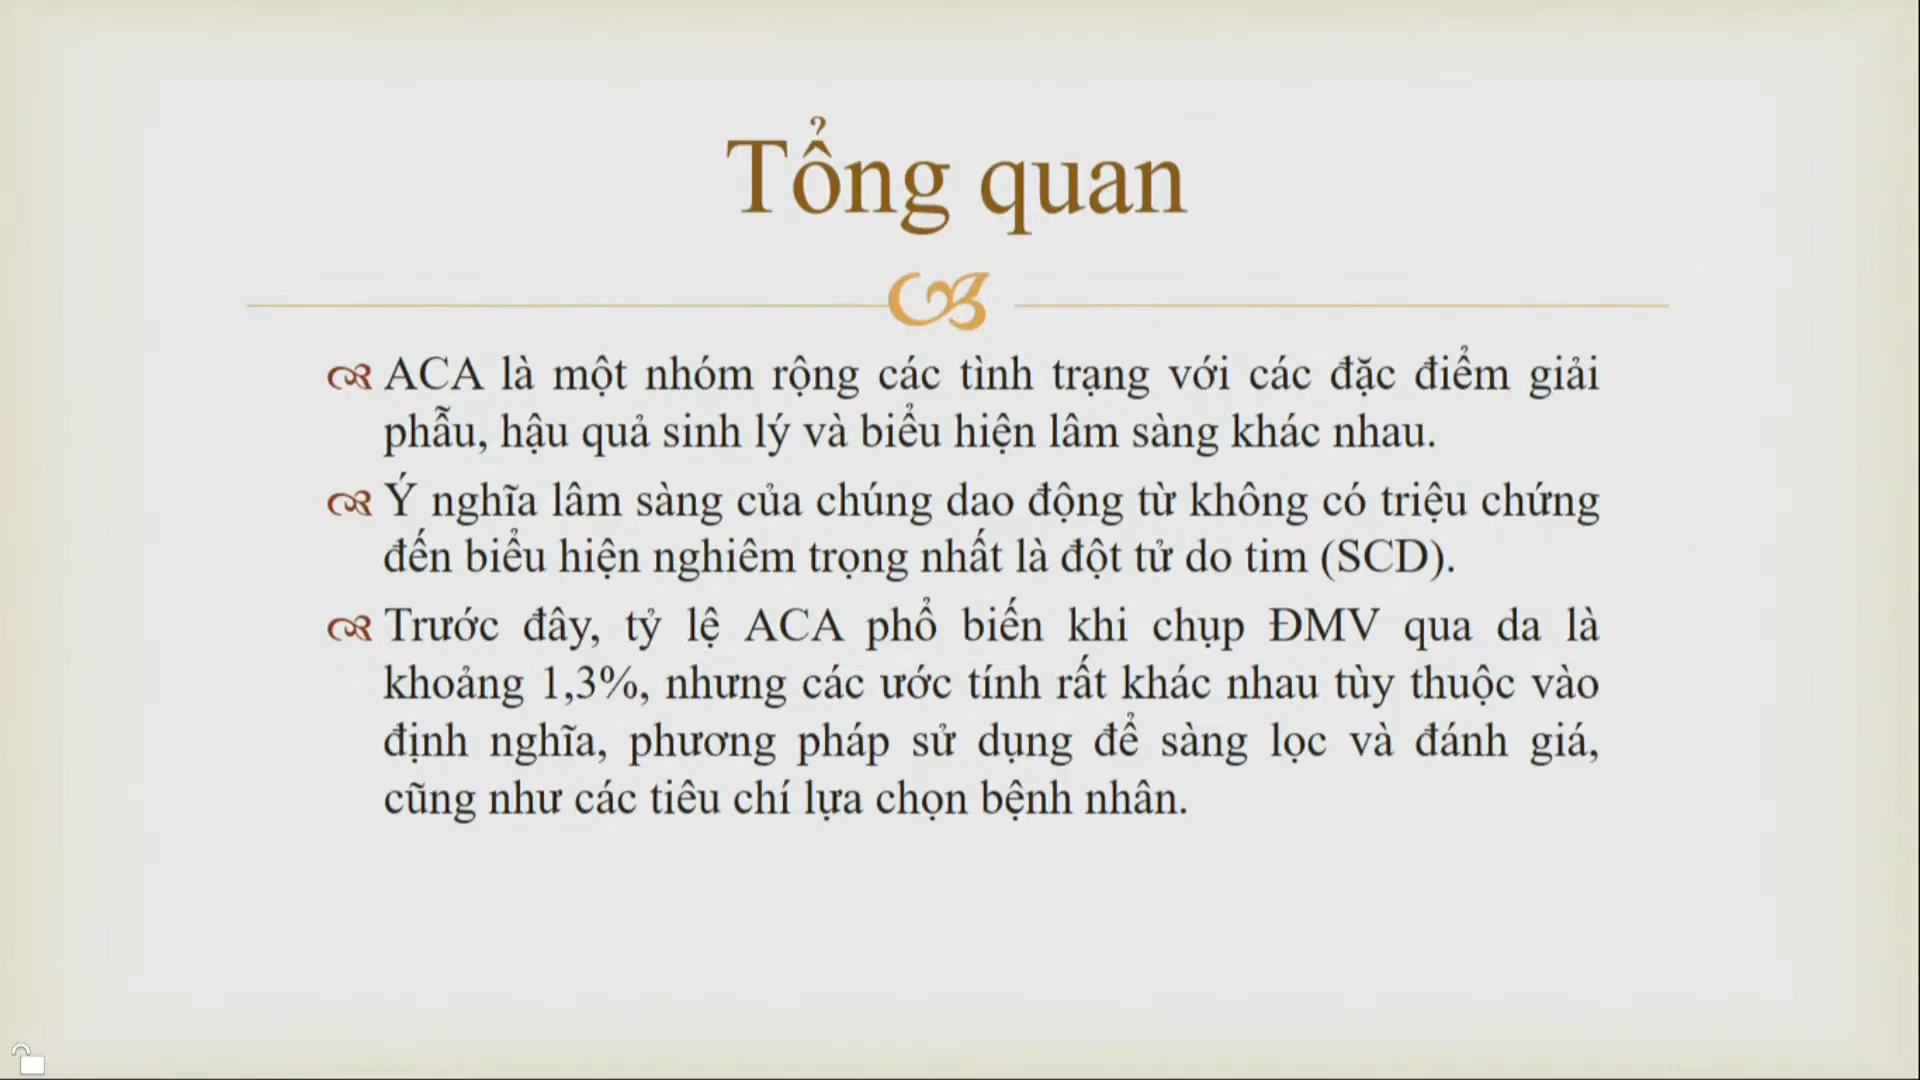 Tổng quan
ACA là một nhóm rộng các tình trạng với các đặc điểm giải
phẫu, hậu quả sinh lý và biểu hiện lâm sàng khác nhau.
Ý nghĩa lâm sàng của chúng dao động từ không có triệu chứng
đến biểu hiện nghiêm trọng nhất là đột tử do tim (SCD).
Trước đây, tỷ lệ ACA phổ biến khi chụp ĐMV qua da là
khoảng 1,3%, nhưng các ước tính rất khác nhau tùy thuộc vào
định nghĩa, phương pháp sử dụng để sàng lọc và đánh giá,
cũng như các tiêu chí lựa chọn bệnh nhân.